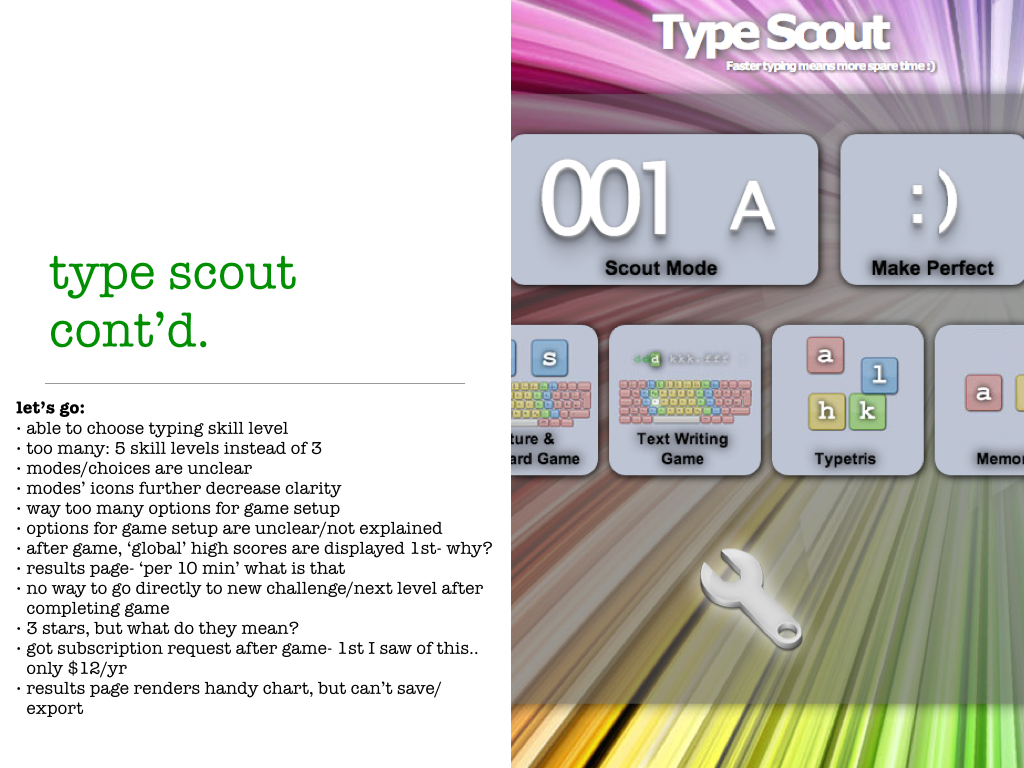 type scout
cont’d.
let’s go:
· able to choose typing skill level
· too many: 5 skill levels instead of 3
· modes/choices are unclear
· modes’ icons further decrease clarity
· way too many options for game setup
· options for game setup are unclear/not explained
· after game, ‘global’ high scores are displayed 1st- why?
· results page- ‘per 10 min’ what is that
· no way to go directly to new challenge/next level after
completing game
· 3 stars, but what do they mean?
· got subscription request after game- 1st I saw of this..
only $12/yr
· results page renders handy chart, but can’t save/
export
Type Scout
Faster typing means more spare time :)
001 A
Scout Mode
:)
Make Perfect
s
ture &
ard Game
d kkk.fff
Text Writing
Game
a
l
h k
Typetris
a
Memor